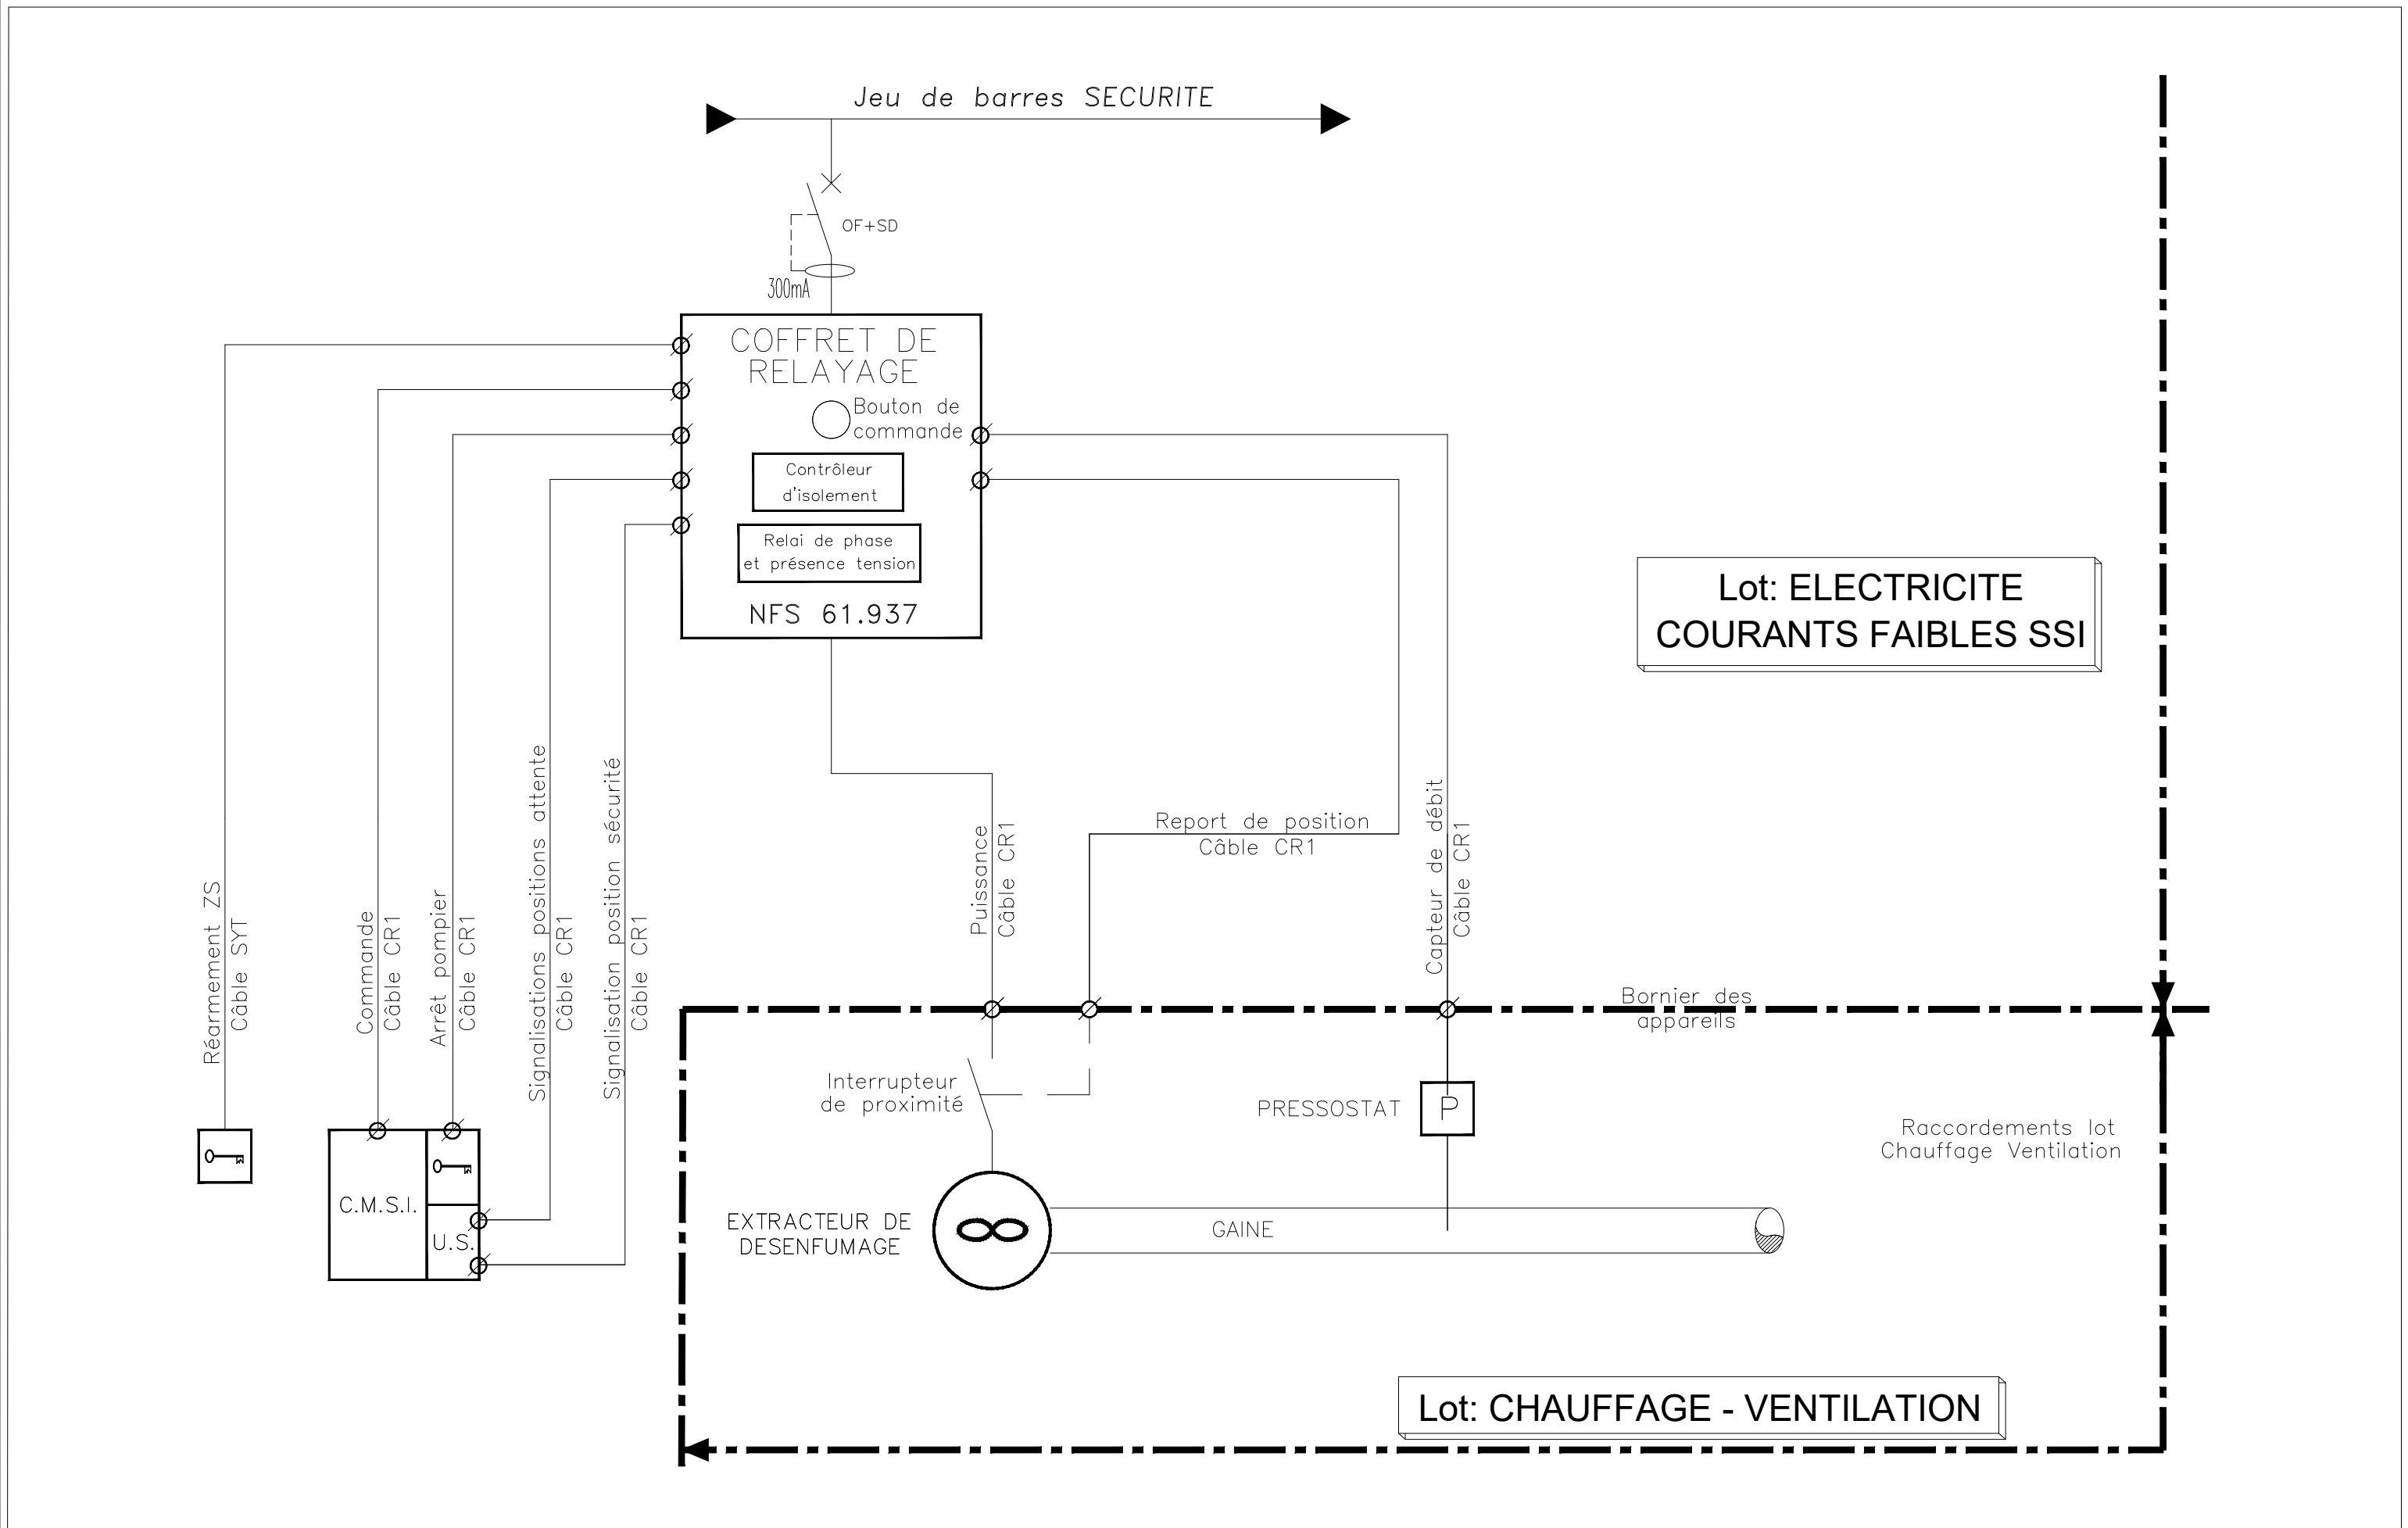 Jeu de barres SECURITE
OF+SD
300mA
COFFRET DE
RELAYAGE
Bouton de
commande
Contrôleur
d'isolement
Relai de phase
et présence tension
NFS 61.937
Lot: ELECTRICITE
COURANTS FAIBLES SSI
Réarmement ZS
Câble SYT
Commande
Câble CR1
Arrêt pompier
Câble CR1
Signalisations positions attente
Câble CR1
Signalisation position sécurité
Câble CR1
Puissance
Câble CR1
Report de position
Câble CR1
Capteur de débit
Câble CR1
Bornier des
appareils
Interrupteur
de proximité
PRESSOSTAT
P
Raccordements lot
Chauffage Ventilation
C.M.S.I.
U.S.
EXTRACTEUR DE
DESENFUMAGE
GAINE
Lot: CHAUFFAGE - VENTILATION